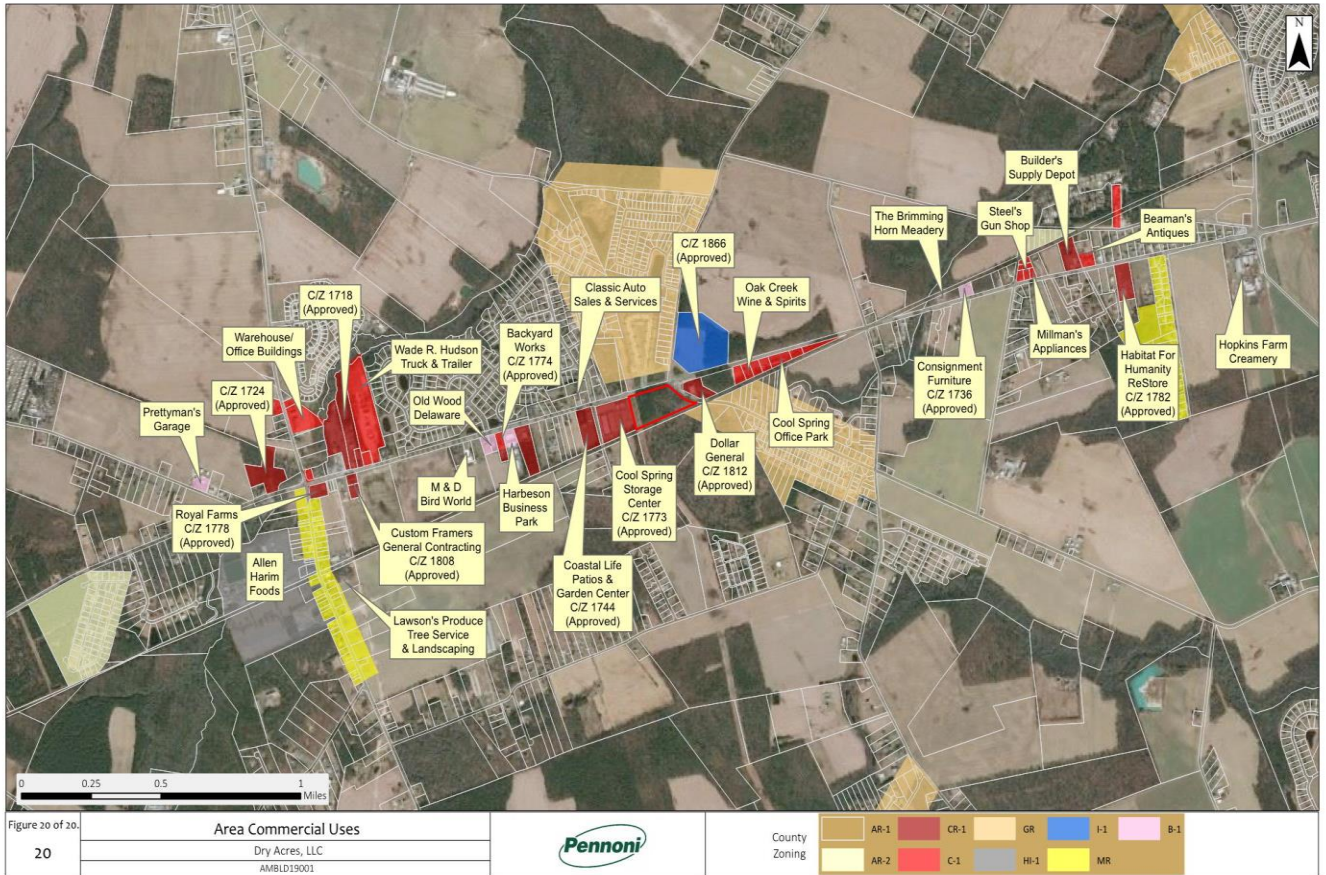 N
Builder's
Supply Depot
The Brimming
Horn Meadery
Steel's
Gun Shop
Beaman's
Antiques
C/Z 1866
(Approved)
Classic Auto
Sales & Services
Oak Creek
Wine & Spirits
C/Z 1718
(Approved)
Backyard
Works
C/Z 1774
(Approved)
Warehouse/
Office Buildings
Wade R. Hudson
Truck & Trailer
Millman's
Appliances
Hopkins Farm
Creamery
Consignment
Furniture
C/Z 1736
(Approved)
Habitat For
Humanity
ReStore
C/Z 1782
(Approved)
C/Z 1724
(Approved)
Old Wood
Delaware
Prettyman's
Garage
Cool Spring
Office Park
Dollar
General
C/Z 1812
(Approved)
M & D
Bird World
Harbeson
Business
Park
Cool Spring
Storage
Center
C/Z 1773
(Approved)
Royal Farms
C/Z 1778
(Approved)
Custom Framers
General Contracting
C/Z 1808
(Approved)
Allen
Harim
Foods
Coastal Life
Patios &
Garden Center
C/Z 1744
(Approved)
Lawson's Produce
Tree Service
& Landscaping
0 0.25 0.5 1
Miles
Figure 20 of 20.
20
Area Commercial Uses
Dry Acres, LLC
AMBLD19001
Pennoni
County
Zoning
AR-1 CR-1 GR I-1 B-1
AR-2 C-1 HI-1 MR